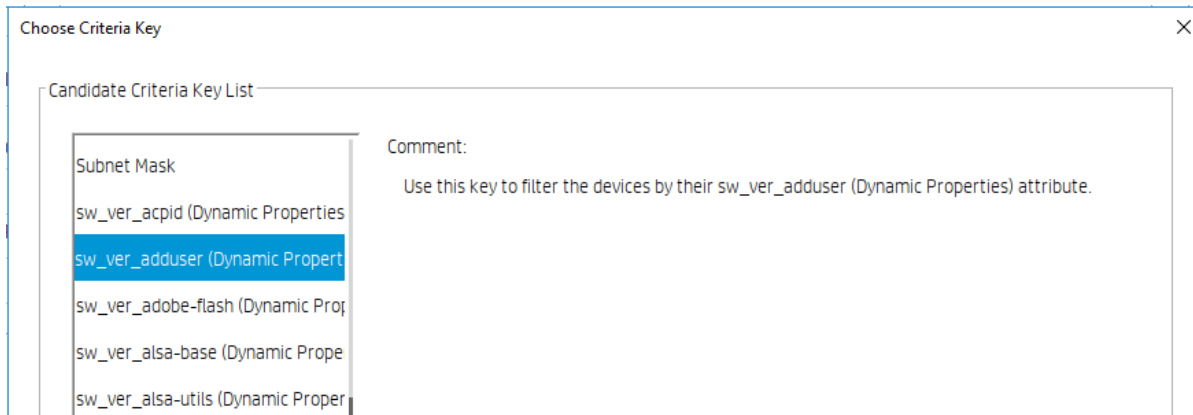 Choose Criteria Key
Candidate Criteria Key List
Subnet Mask
sw_ver_acpid (Dynamic Properties
sw_ver_adduser (Dynamic Propert
sw_ver_adobe-flash (Dynamic Prop
sw_ver_alsa-base (Dynamic Prope
sw_ver_alsa-utils (Dynamic Proper
Comment:
Use this key to filter the devices by their sw_ver_adduser (Dynamic Properties) attribute.